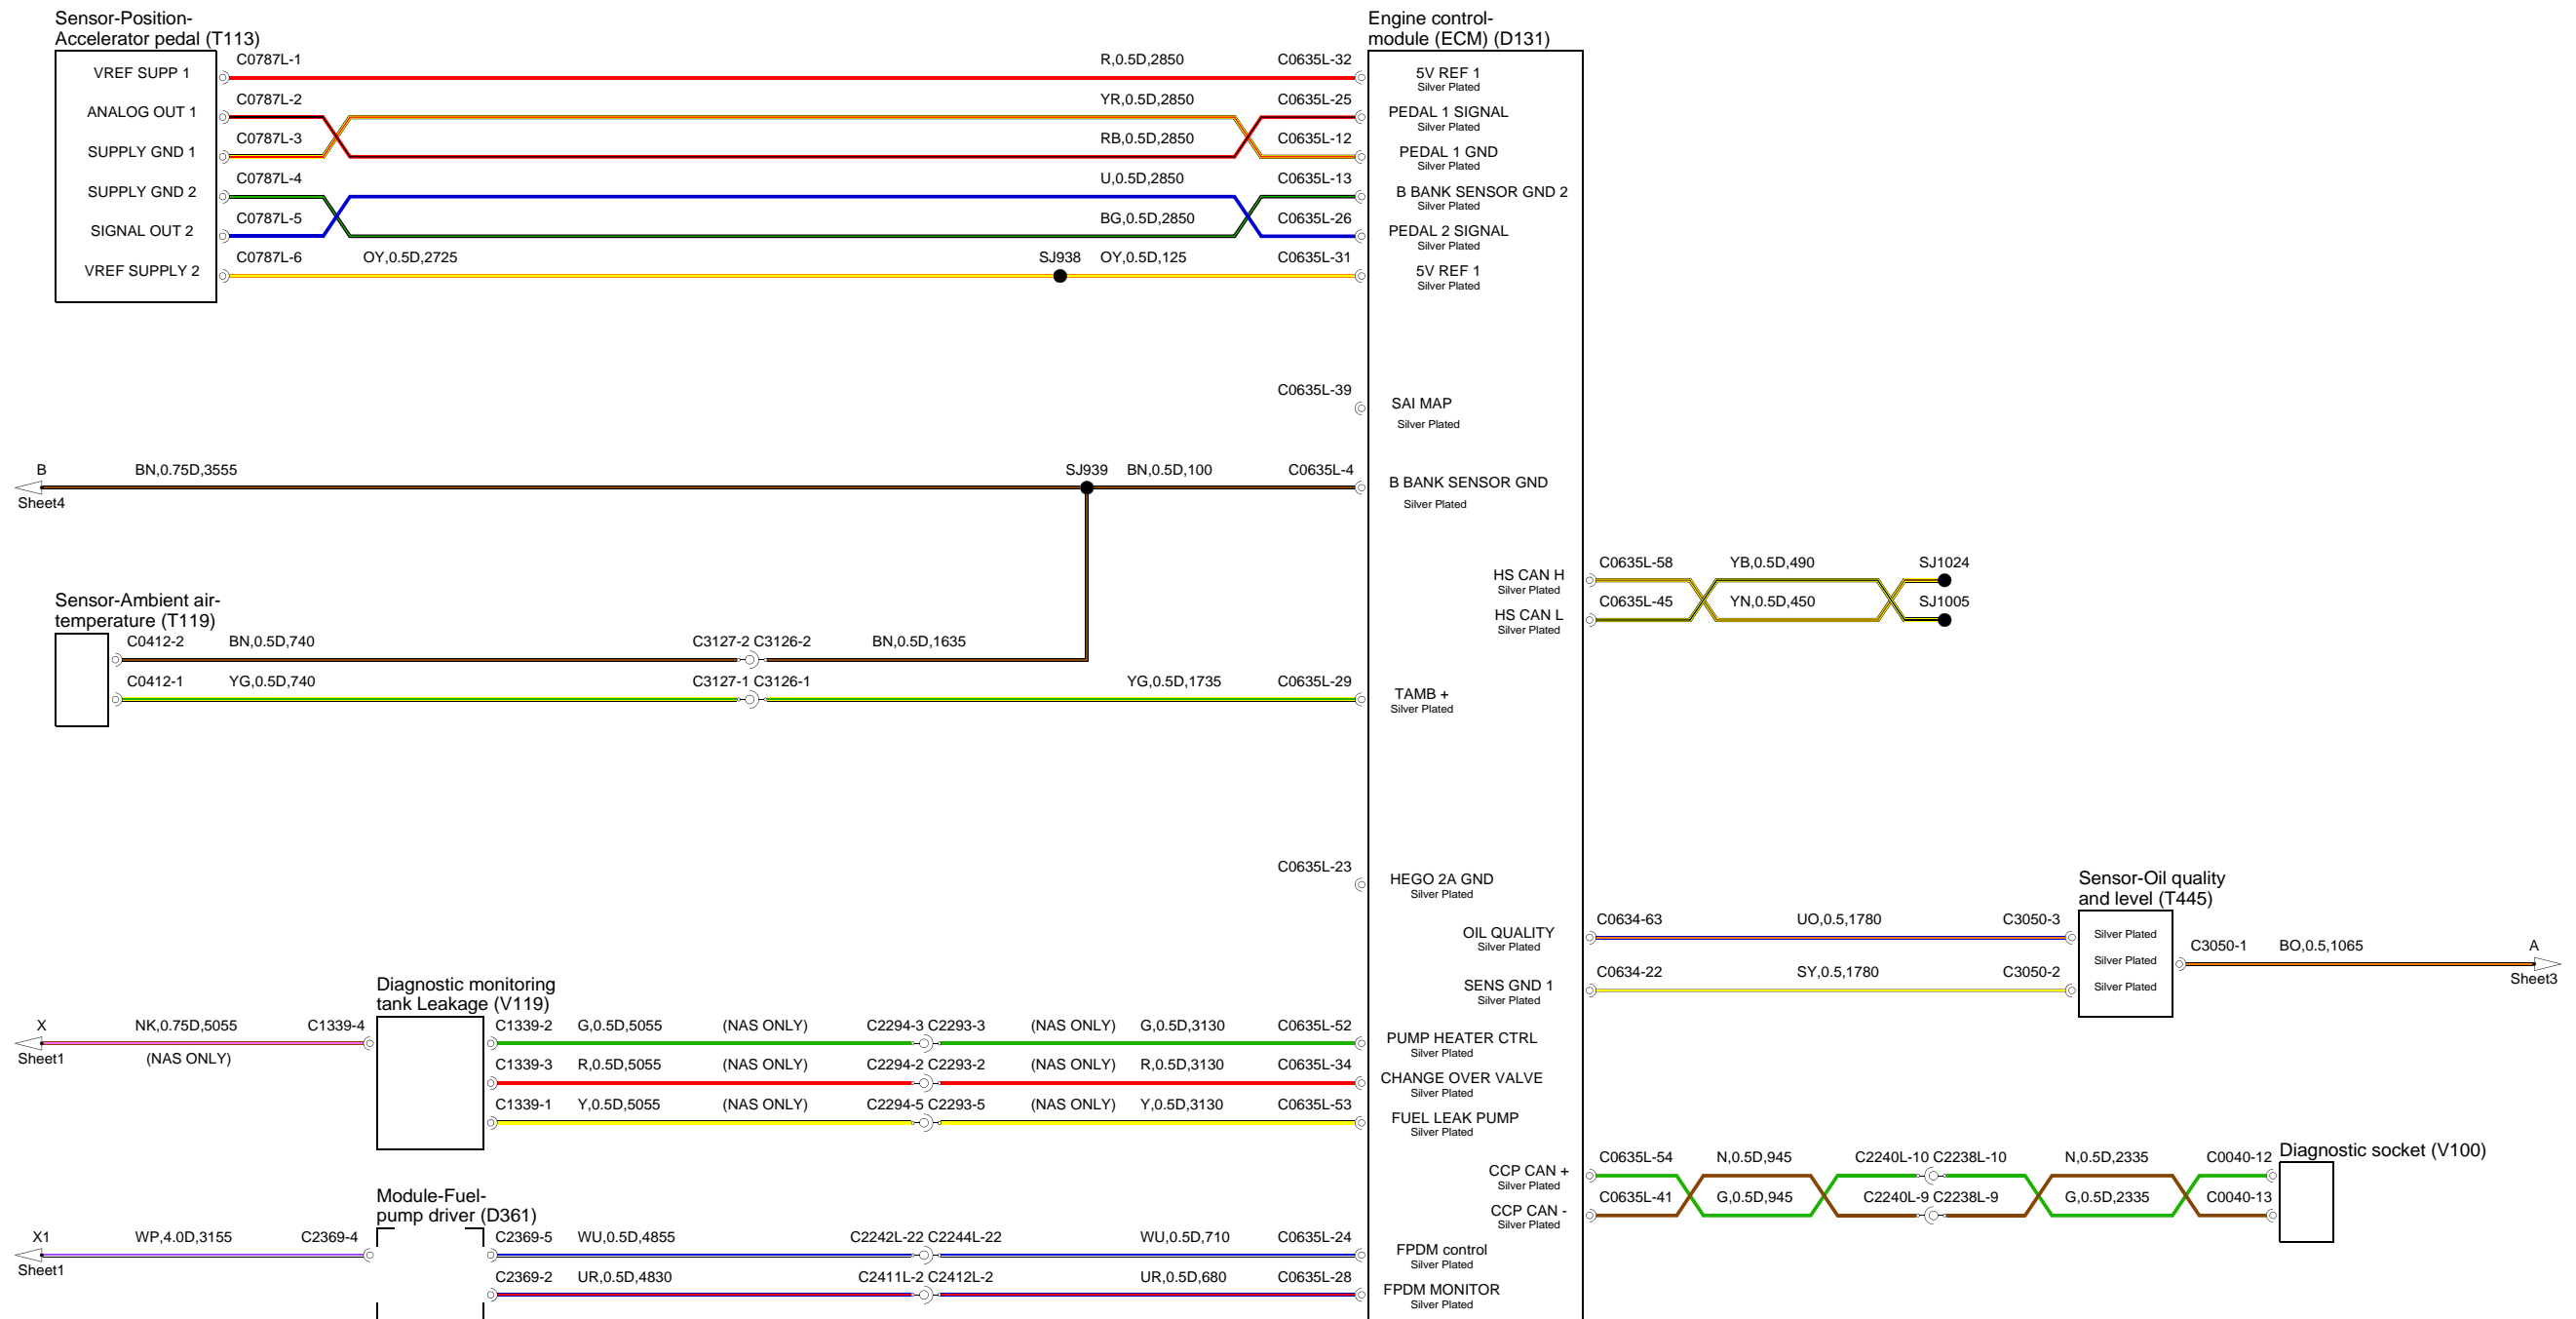 Sensor-Position-
Accelerator pedal (T113)
VREF SUPP 1
ANALOG OUT 1
SUPPLY GND 1
SUPPLY GND 2
SIGNAL OUT 2
VREF SUPPLY 2
C0787L-1
C0787L-2
C0787L-3
C0787L-4
C0787L-5
C0787L-6
OY,0.5D,2725
SJ938
R,0.5D,2850
YR,0.5D,2850
RB,0.5D,2850
U,0.5D,2850
BG,0.5D,2850
OY,0.5D,125
C0635L-32
C0635L-25
C0635L-12
C0635L-13
C0635L-26
C0635L-31
Engine control-
module (ECM) (D131)
5V REF 1
Silver Plated
PEDAL 1 SIGNAL
Silver Plated
PEDAL 1 GND
Silver Plated
B BANK SENSOR GND 2
Silver Plated
PEDAL 2 SIGNAL
Silver Plated
5V REF 1
Silver Plated
C0635L-39
SAI MAP
Silver Plated
B
Sheet4
BN,0.75D,3555
SJ939
BN,0.5D,100
C0635L-4
B BANK SENSOR GND
Silver Plated
HS CAN H
Silver Plated
HS CAN L
Silver Plated
C0635L-58
YB,0.5D,490
SJ1024
C0635L-45
YN,0.5D,450
SJ1005
Sensor-Ambient air-
temperature (T119)
C0412-2
BN,0.5D,740
C3127-2 C3126-2
BN,0.5D,1635
C0412-1
YG,0.5D,740
C3127-1 C3126-1
YG,0.5D,1735
C0635L-29
TAMB +
Silver Plated
C0635L-23
HEGO 2A GND
Silver Plated
OIL QUALITY
Silver Plated
SENS GND 1
Silver Plated
C0634-63
UO,0.5,1780
C3050-3
C0634-22
SY,0.5,1780
C3050-2
Sensor-Oil quality
and level (T445)
Silver Plated
Silver Plated
Silver Plated
C3050-1
BO,0.5,1065
A
Sheet3
Diagnostic monitoring
tank Leakage (V119)
X
Sheet1
NK,0.75D,5055
(NAS ONLY)
C1339-4
C1339-2
G,0.5D,5055
(NAS ONLY)
C2294-3 C2293-3
(NAS ONLY)
G,0.5D,3130
C0635L-52
PUMP HEATER CTRL
Silver Plated
C1339-3
R,0.5D,5055
(NAS ONLY)
C2294-2 C2293-2
(NAS ONLY)
R,0.5D,3130
C0635L-34
CHANGE OVER VALVE
Silver Plated
C1339-1
Y,0.5D,5055
(NAS ONLY)
C2294-5 C2293-5
(NAS ONLY)
Y,0.5D,3130
C0635L-53
FUEL LEAK PUMP
Silver Plated
CCP CAN +
Silver Plated
CCP CAN -
Silver Plated
C0635L-54
N,0.5D,945
C2240L-10 C2238L-10
N,0.5D,2335
C0040-12
C0635L-41
G,0.5D,945
C2240L-9 C2238L-9
G,0.5D,2335
C0040-13
Diagnostic socket (V100)
Module-Fuel-
pump driver (D361)
X1
Sheet1
WP,4.0D,3155
C2369-4
C2369-5
WU,0.5D,4855
C2242L-22 C2244L-22
WU,0.5D,710
C0635L-24
FPDM control
Silver Plated
C2369-2
UR,0.5D,4830
C2411L-2 C2412L-2
UR,0.5D,680
C0635L-28
FPDM MONITOR
Silver Plated